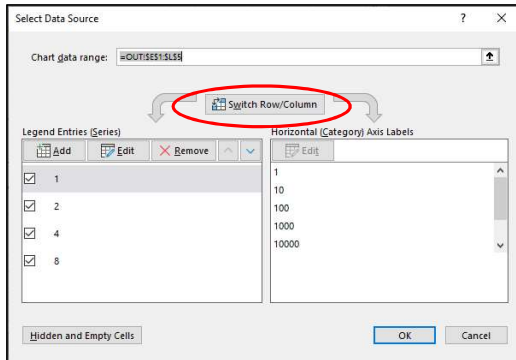 Select Data Source ? ×
Chart data range: =OUT!$E$1:$L$5
Switch Row/Column
Legend Entries (Series)
Add Edit Remove
1
2
4
8
Horizontal (Category) Axis Labels
Edit
1
10
100
1000
10000
Hidden and Empty Cells
OK Cancel